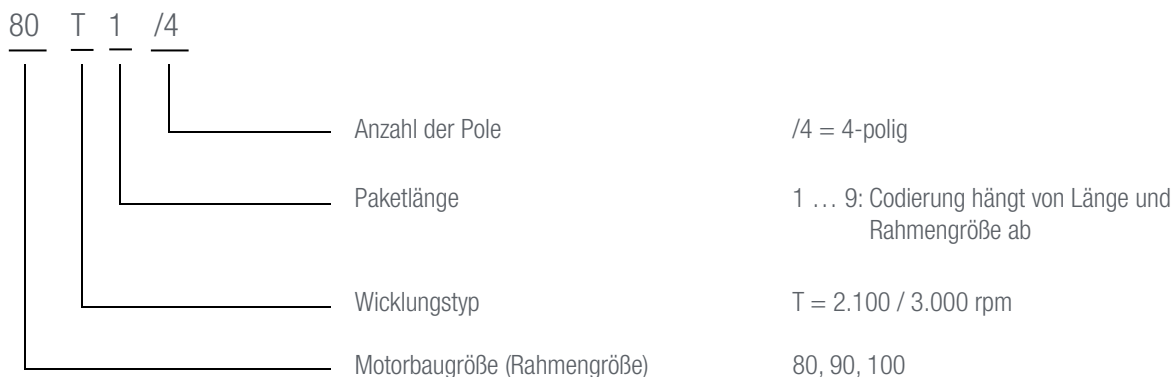 80 T 1 /4
Anzahl der Pole /4 = 4-polig
Paketlänge 1 … 9: Codierung hängt von Länge und
Rahmengröße ab
Wicklungstyp T = 2.100 / 3.000 rpm
Motorbaugröße (Rahmengröße) 80, 90, 100